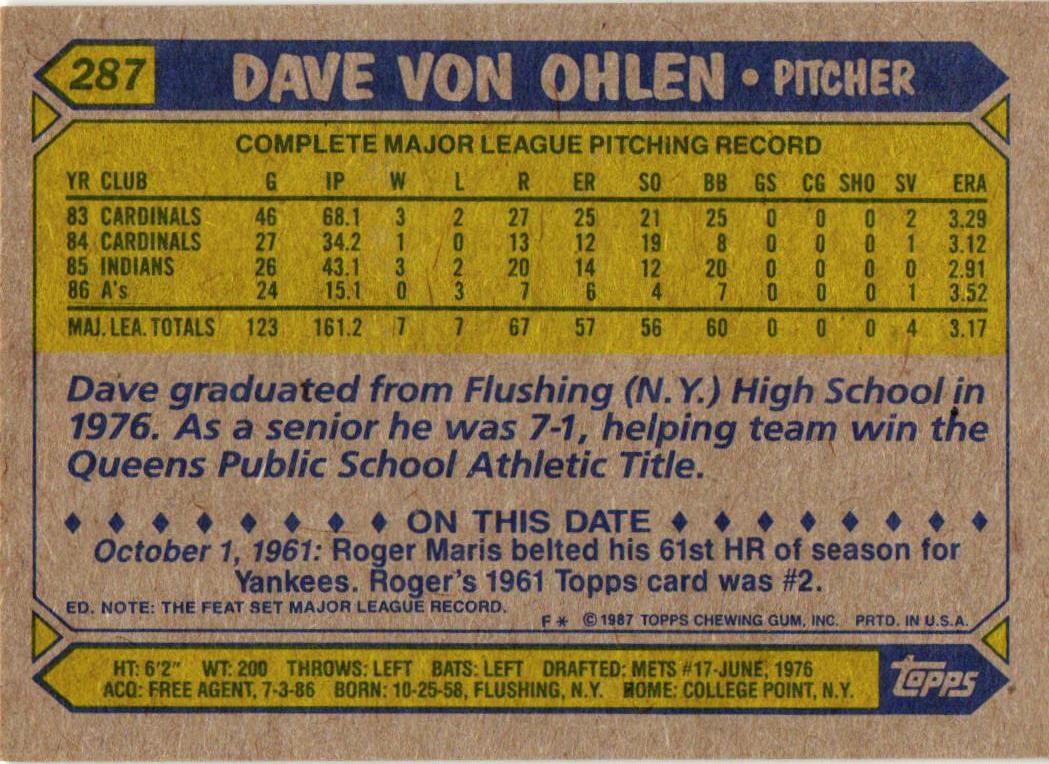 287 DAVE VON OHLEN • PITCHER
COMPLETE MAJOR LEAGUE PITCHING RECORD
YR CLUB G IP W L R ER SO BB GS CG SHO SV ERA
83 CARDINALS 46 68.1 3 2 27 25 21 25 0 0 0 2 3.29
84 CARDINALS 27 34.2 1 0 13 12 19 8 0 0 0 1 3.12
85 INDIANS 26 43.1 3 2 20 14 12 20 0 0 0 0 2.91
86 A's 24 15.1 0 3 7 6 4 7 0 0 0 1 3.52
MAJ. LEA. TOTALS 123 161.2 7 7 67 57 56 60 0 0 0 4 3.17
Dave graduated from Flushing (N.Y.) High School in
1976. As a senior he was 7-1, helping team win the
Queens Public School Athletic Title.
♦ ♦ ♦ ♦ ♦ ♦ ♦ ♦ ON THIS DATE ♦ ♦ ♦ ♦ ♦ ♦ ♦ ♦
October 1, 1961: Roger Maris belted his 61st HR of season for
Yankees. Roger's 1961 Topps card was #2.
ED. NOTE: THE FEAT SET MAJOR LEAGUE RECORD.
F* © 1987 TOPPS CHEWING GUM, INC. PRTD. IN U.S.A.
HT: 6'2" WT: 200 THROWS: LEFT BATS: LEFT DRAFTED: METS #17-JUNE, 1976
ACQ: FREE AGENT, 7-3-86 BORN: 10-25-58, FLUSHING, N.Y. HOME: COLLEGE POINT, N.Y.
topps